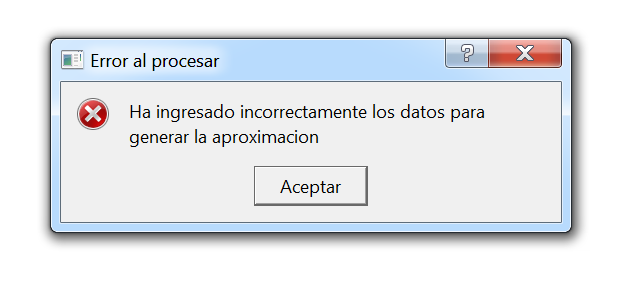 Error al procesar
Ha ingresado incorrectamente los datos para
generar la aproximacion
Aceptar